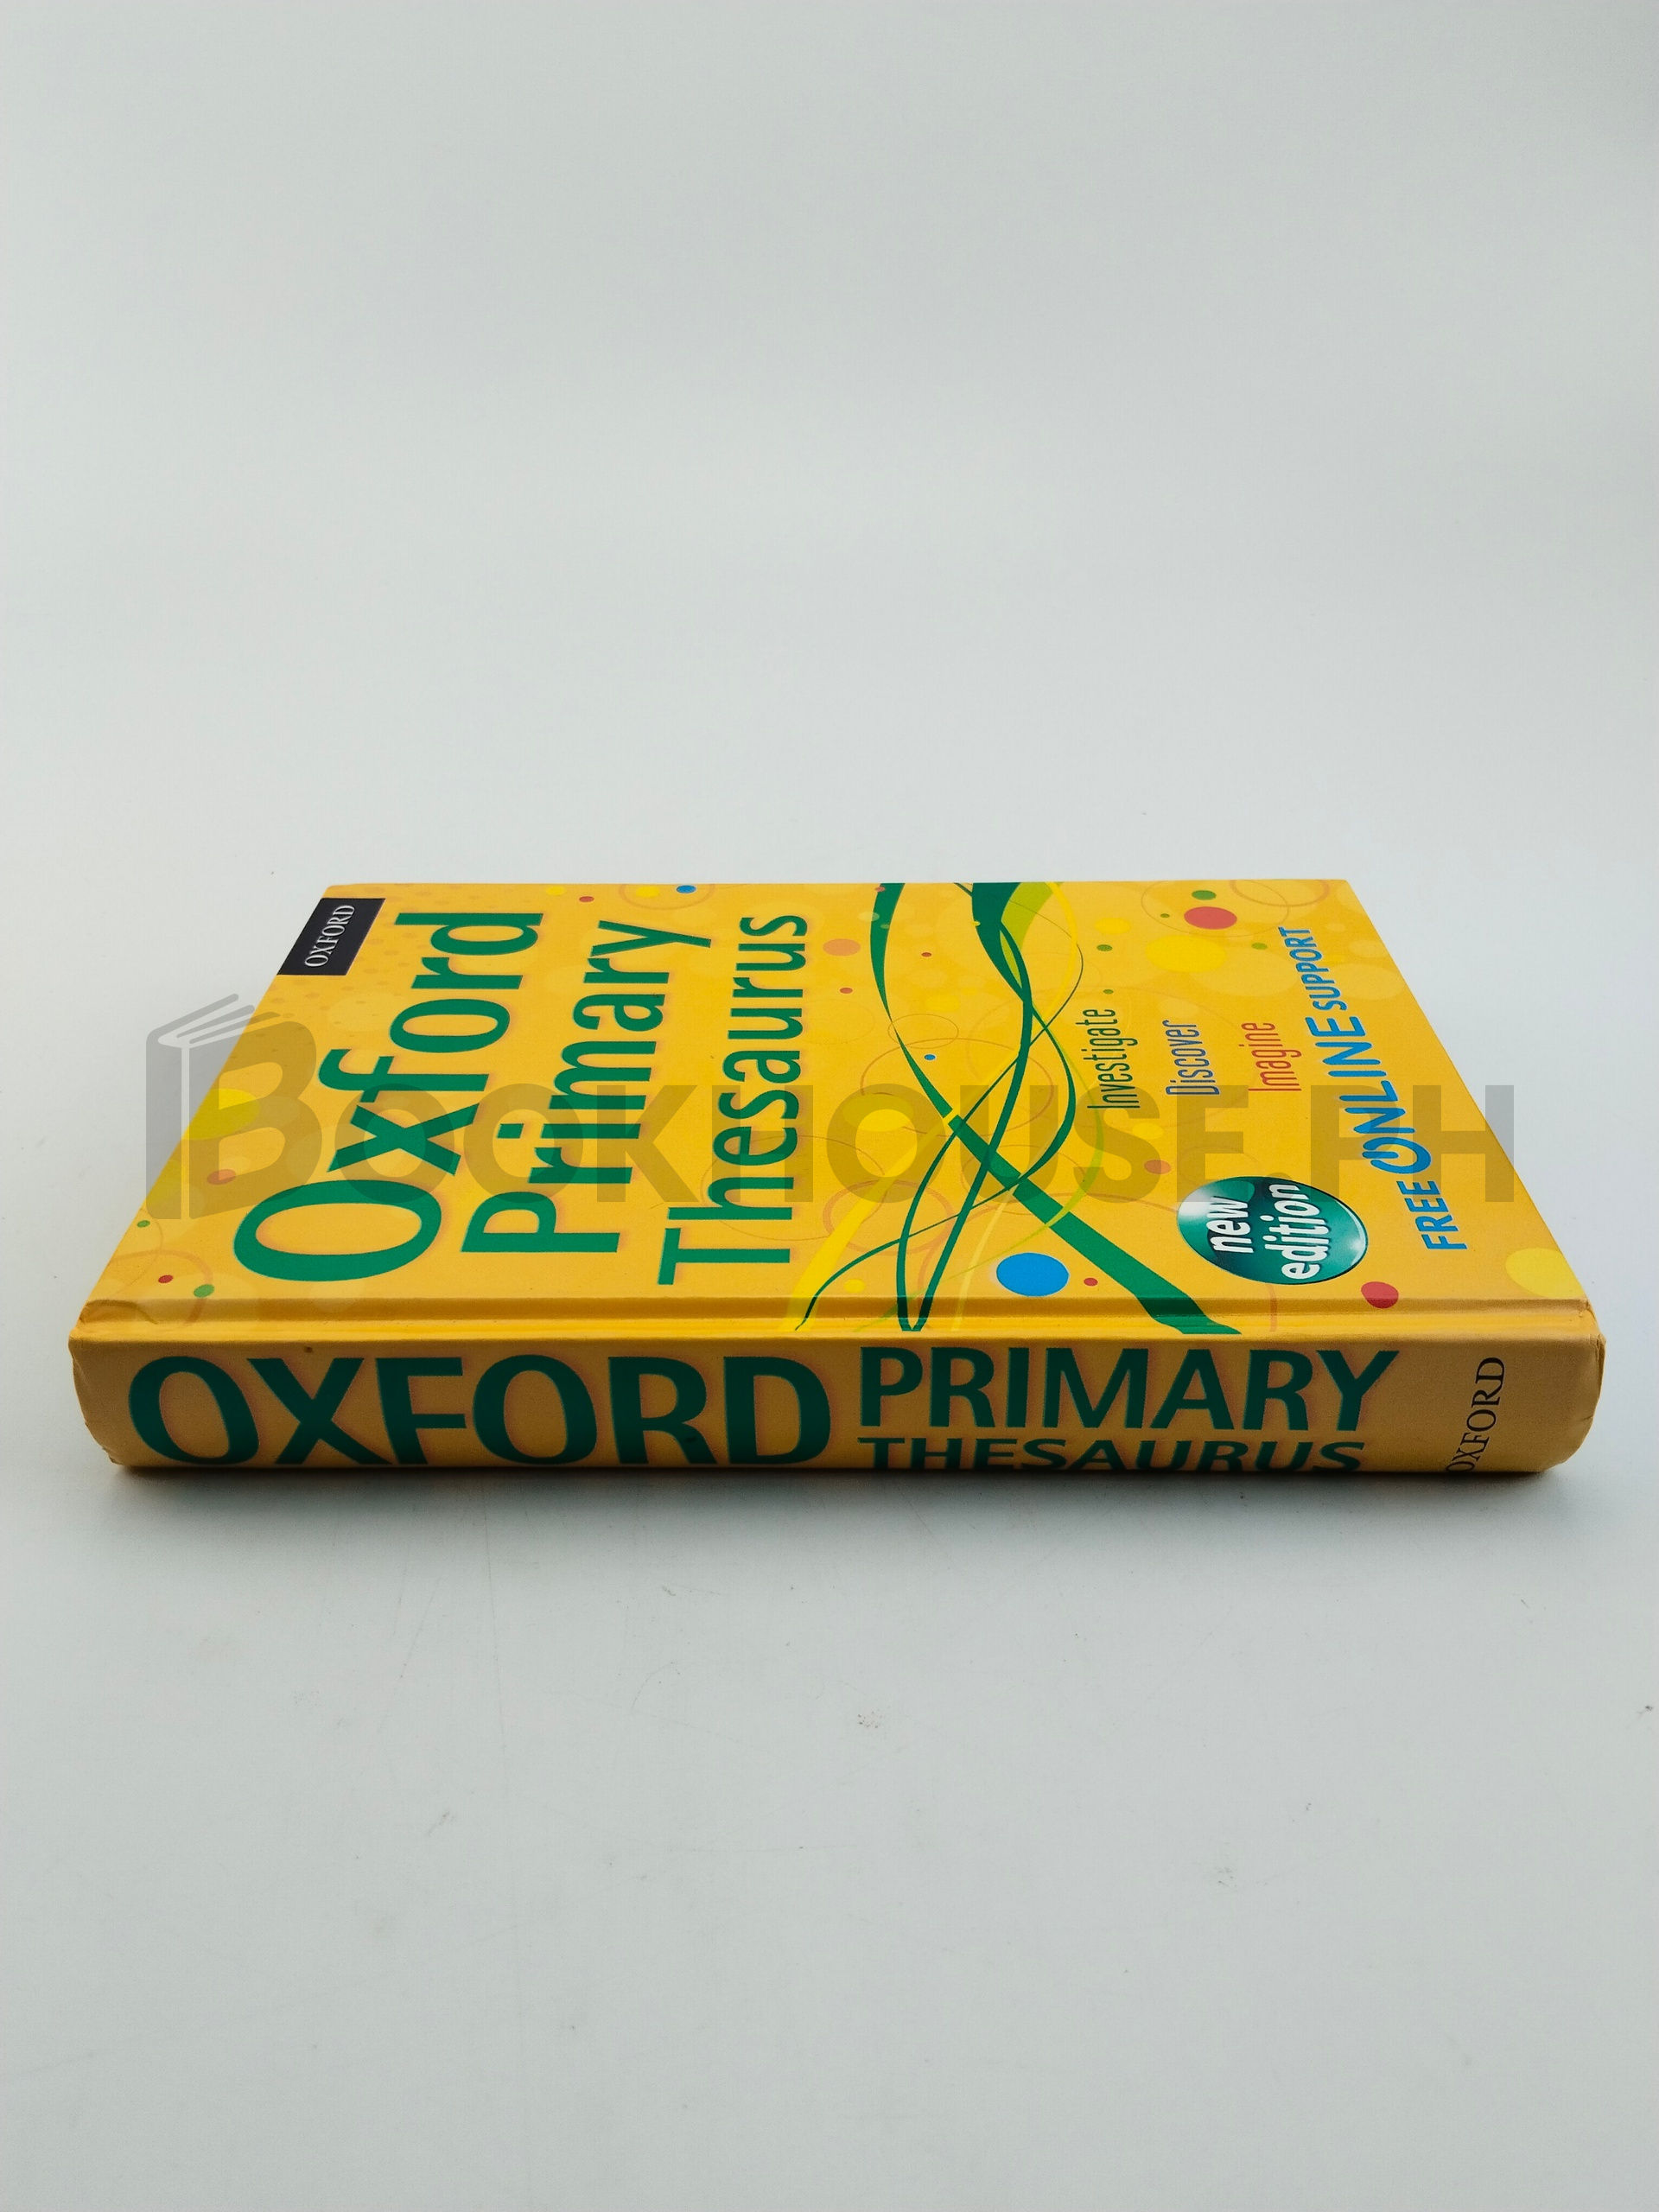 OXFORD
Oxford
Primary
Thesaurus
Investigate
Discover
Imagine
new
edition
FREE ONLINE SUPPORT
OXFORD PRIMARY
THESAURUS
OXFORD
BOOKHOUSE.PH